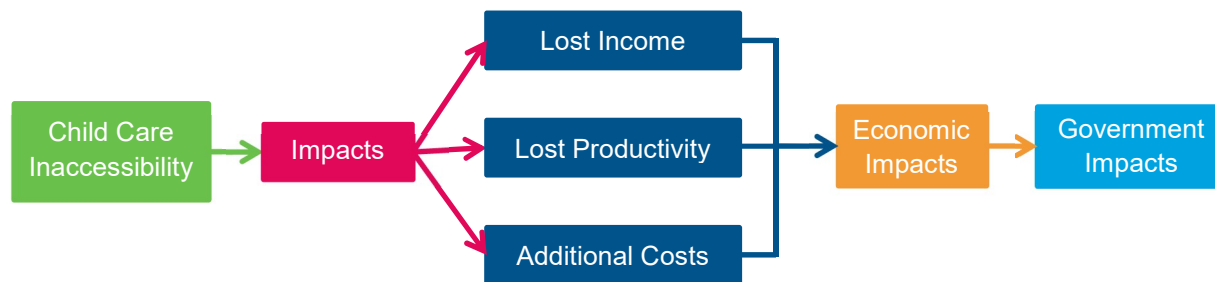 Child Care
Inaccessibility
Impacts
Lost Income
Lost Productivity
Additional Costs
Economic
Impacts
Government
Impacts